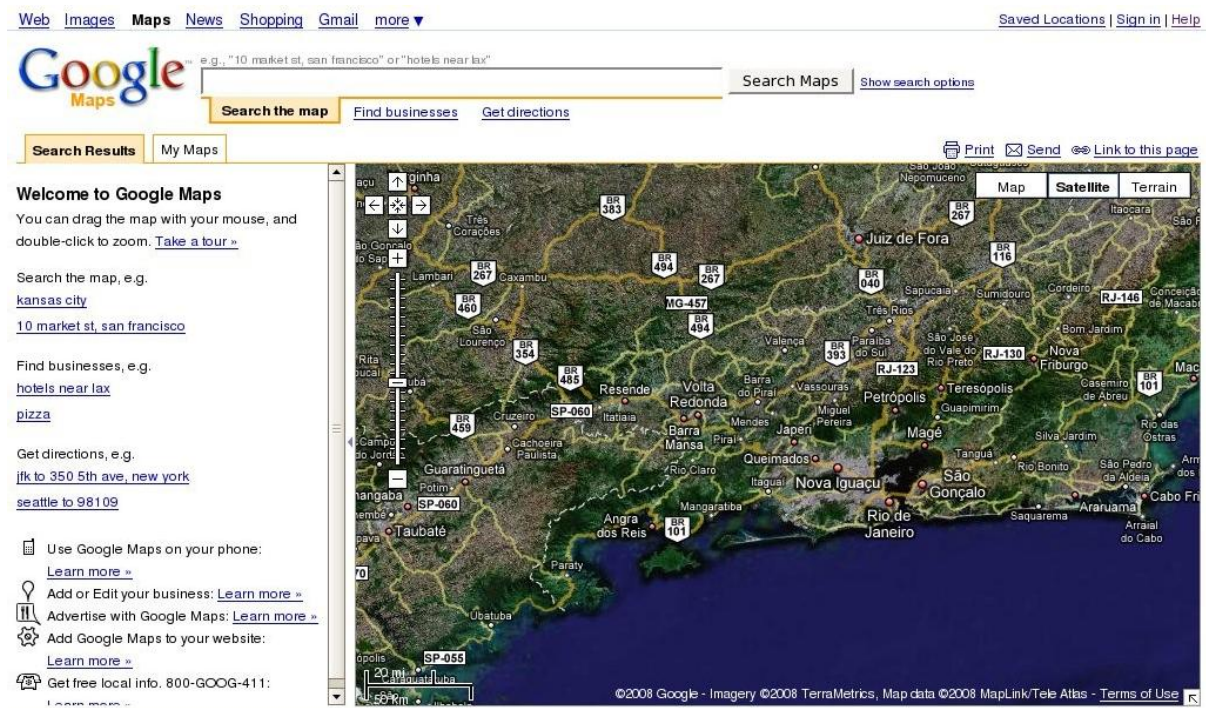 Web Images Maps News Shopping Gmail more ▼
Saved Locations | Sign in | Help
Google
Maps
e.g., "10 market st, san francisco" or "hotels near lax"
Search Maps
Show search options
Search the map
Find businesses
Get directions
Search Results
My Maps
Print Send Link to this page
Welcome to Google Maps
You can drag the map with your mouse, and
double-click to zoom. Take a tour »
Search the map, e.g.
kansas city
10 market st, san francisco
Find businesses, e.g.
hotels near lax
pizza
Get directions, e.g.
jfk to 350 5th ave, new york
seattle to 98109
Use Google Maps on your phone:
Learn more »
Add or Edit your business: Learn more »
Advertise with Google Maps: Learn more »
Add Google Maps to your website:
Learn more »
Get free local info. 800-GOOG-411:
Map
Satellite
Terrain
Nepomuceno
BR
383
BR
267
Itaocara
Três
Corações
Juiz de Fora
BR
116
Lambari
BR
267
Caxambu
BR
494
BR
267
BR
040
Sapucaia
Sumidouro
Cordeiro
RJ-146
Conceição
de Macabu
BR
460
MG-457
BR
494
Três Rios
São
Lourenço
BR
354
Valença
BR
393
Paraíba
do Sul
São José
do Vale do
Rio Preto
RJ-130
Bom Jardim
Nova
Friburgo
RJ-123
BR
485
Resende
Volta
Redonda
Barra
do Piraí
Vassouras
Petrópolis
Teresópolis
Casemiro
de Abreu
BR
101
BR
459
Cruzeiro
SP-060
Itatiaia
Barra
Mansa
Mendes
Miguel
Pereira
Guapimirim
Rio das
Ostras
Cachoeira
Paulista
Piraí
Japeri
Magé
Silva Jardim
Guaratinguetá
Rio Claro
Queimados
Tanguá
Rio Bonito
São Pedro
da Aldeia
Potim
Itaguaí
Nova Iguaçu
São
Gonçalo
SP-060
Mangaratiba
Rio de
Janeiro
Saquarema
Araruama
Cabo Fri
Taubaté
Angra
dos Reis
BR
101
Arraial
do Cabo
Paraty
Ubatuba
SP-055
Caraguatatuba
20 mi
50 km
©2008 Google - Imagery ©2008 TerraMetrics, Map data ©2008 MapLink/Tele Atlas - Terms of Use